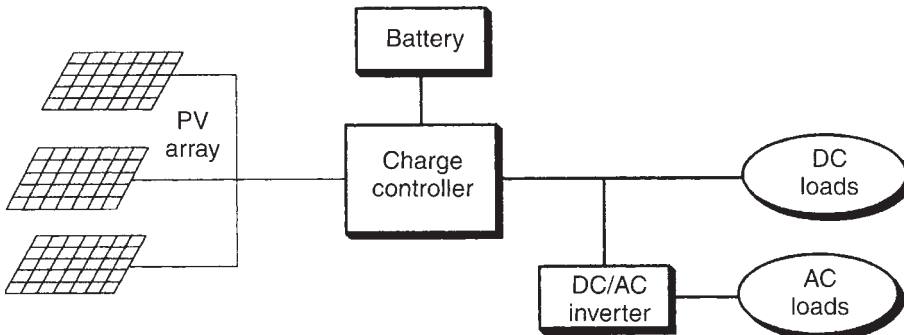 Battery
PV
array
Charge
controller
DC
loads
DC/AC
inverter
AC
loads